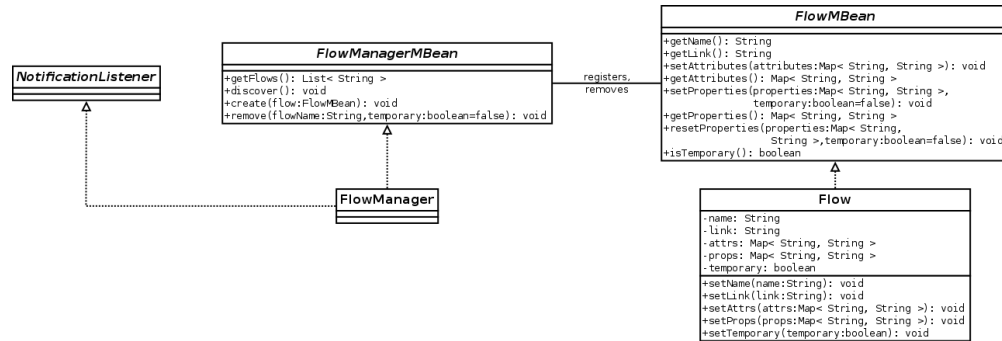 NotificationListener
FlowManagerMBean
+getFlows(): List< String >
+discover(): void
+create(flow:FlowMBean): void
+remove(flowName:String,temporary:boolean=false): void
FlowManager
registers,
removes
FlowMBean
+getName(): String
+getLink(): String
+setAttributes(attributes:Map< String, String >): void
+getAttributes(): Map< String, String >
+setProperties(properties:Map< String, String >,
temporary:boolean=false): void
+getProperties(): Map< String, String >
+resetProperties(properties:Map< String,
String >,temporary:boolean=false): void
+isTemporary(): boolean
Flow
-name: String
-link: String
-attrs: Map< String, String >
-props: Map< String, String >
-temporary: boolean
+setName(name:String): void
+setLink(link:String): void
+setAttrs(attrs:Map< String, String >): void
+setProps(props:Map< String, String >): void
+setTemporary(temporary:boolean): void